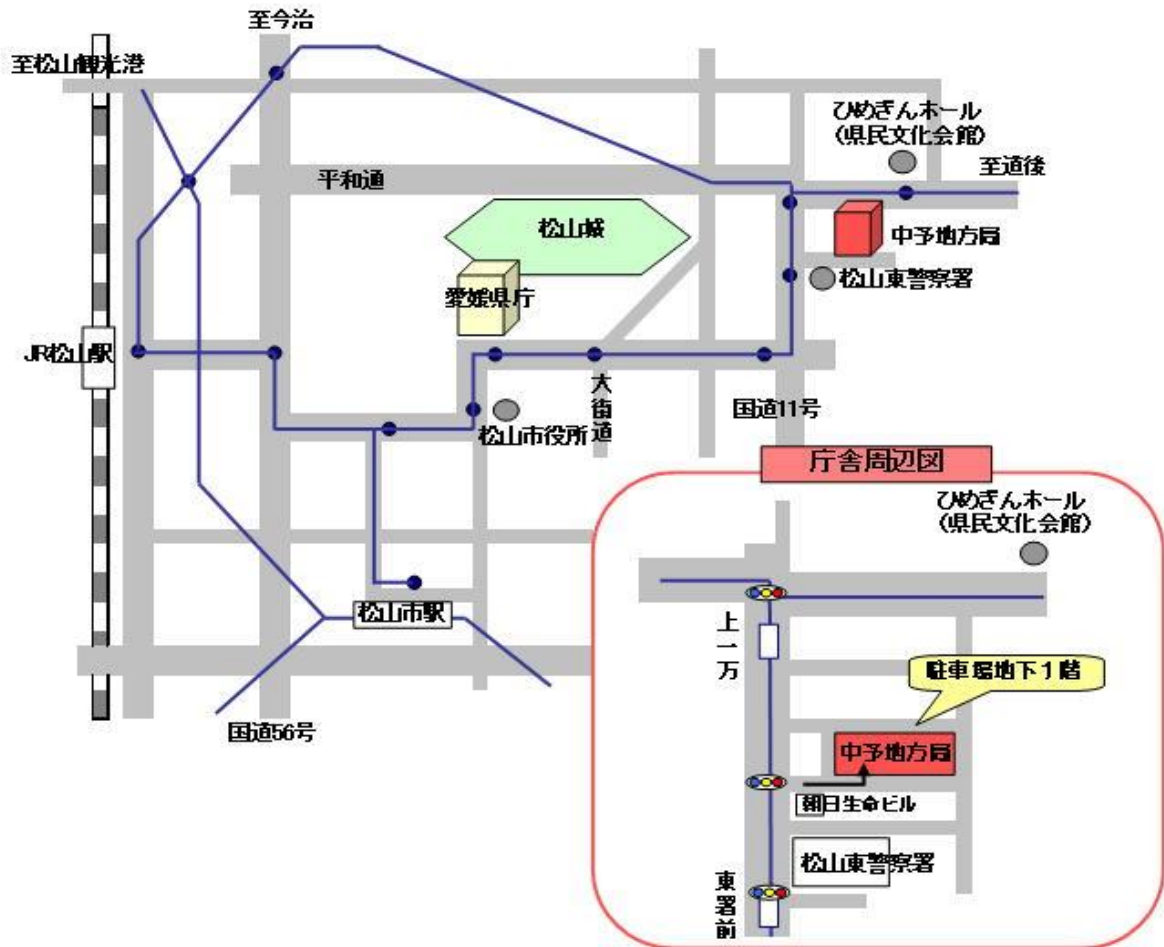 至今治
至松山観光港
ひめぎんホール
(県民文化会館)
至道後
平和通
松山城
中予地方局
愛媛県庁
松山東警察署
JR松山駅
大街道
国道11号
松山市役所
庁舎周辺図
ひめぎんホール
(県民文化会館)
上一万
松山市駅
駐車場地下1階
国道56号
中予地方局
朝日生命ビル
松山東警察署
東署前